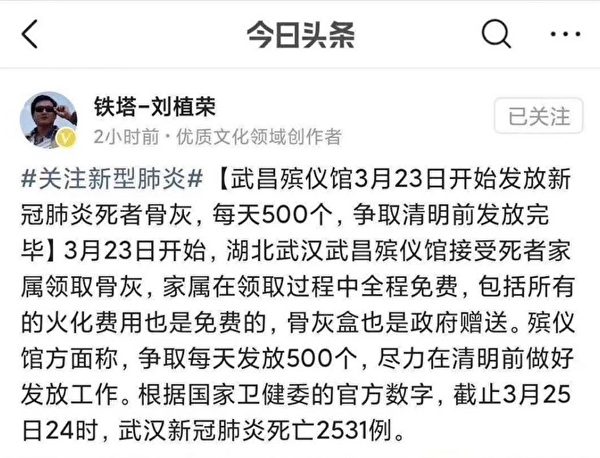 今日头条
铁塔-刘植荣
2小时前·优质文化领域创作者
已关注
#关注新型肺炎#【武昌殡仪馆3月23日开始发放新
冠肺炎死者骨灰，每天500个，争取清明前发放完
毕】3月23日开始，湖北武汉武昌殡仪馆接受死者家
属领取骨灰，家属在领取过程中全程免费，包括所有
的火化费用也是免费的，骨灰盒也是政府赠送。殡仪
馆方面称，争取每天发放500个，尽力在清明前做好
发放工作。根据国家卫健委的官方数字，截止3月25
日24时，武汉新冠肺炎死亡2531例。